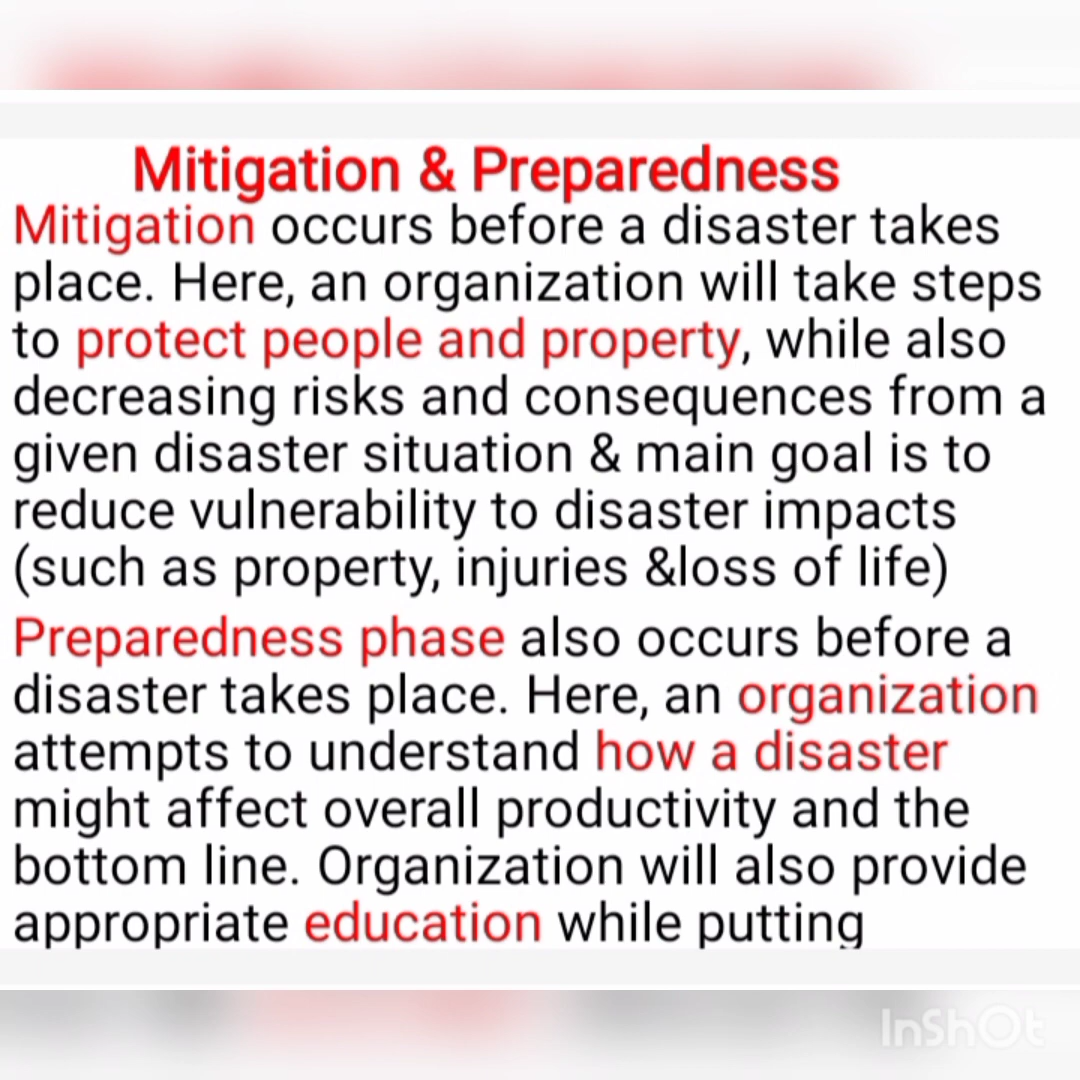 Mitigation & Preparedness
Mitigation occurs before a disaster takes
place. Here, an organization will take steps
to protect people and property, while also
decreasing risks and consequences from a
given disaster situation & main goal is to
reduce vulnerability to disaster impacts
(such as property, injuries &loss of life)
Preparedness phase also occurs before a
disaster takes place. Here, an organization
attempts to understand how a disaster
might affect overall productivity and the
bottom line. Organization will also provide
appropriate education while putting
InShOt